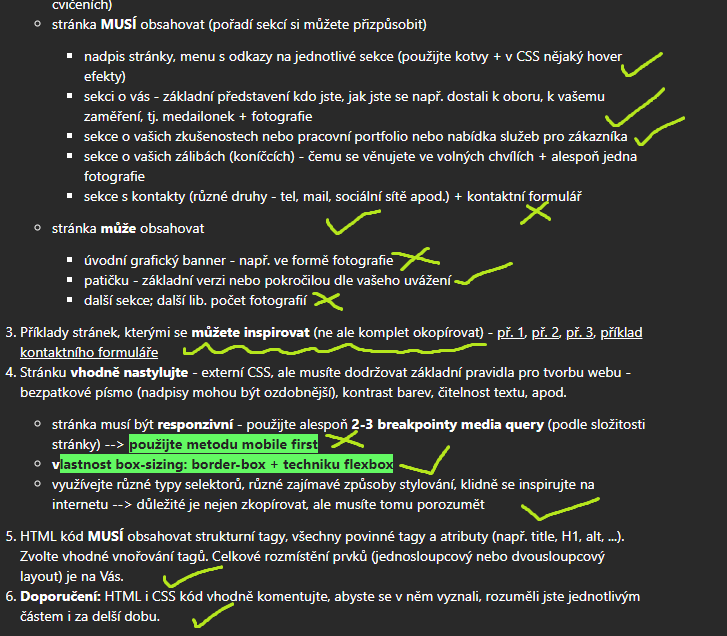 cvičeních)
stránka MUSÍ obsahovat (pořadí sekcí si můžete přizpůsobit)
nadpis stránky, menu s odkazy na jednotlivé sekce (použijte kotvy + v CSS nějaký hover
efekty)
sekci o vás - základní představení kdo jste, jak jste se např. dostali k oboru, k vašemu
zaměření, tj. medailonek + fotografie
sekce o vašich zkušenostech nebo pracovní portfolio nebo nabídka služeb pro zákazníka
sekce o vašich zálibách (koníčcích) - čemu se věnujete ve volných chvílích + alespoň jedna
fotografie
sekce s kontakty (různé druhy - tel, mail, sociální sítě apod.) + kontaktní formulář
stránka může obsahovat
úvodní grafický banner - např. ve formě fotografie
patičku - základní verzi nebo pokročilou dle vašeho uvážení
další sekce; další lib. počet fotografií
3. Příklady stránek, kterými se můžete inspirovat (ne ale komplet okopírovat) - př. 1, př. 2, př. 3, příklad
kontaktního formuláře
4. Stránku vhodně nastylujte - externí CSS, ale musíte dodržovat základní pravidla pro tvorbu webu -
bezpatkové písmo (nadpisy mohou být ozdobnější), kontrast barev, čitelnost textu, apod.
stránka musí být responzivní - použijte alespoň 2-3 breakpointy media query (podle složitosti
stránky) --> použijte metodu mobile first
vlastnost box-sizing: border-box + techniku flexbox
využívejte různé typy selektorů, různé zajímavé způsoby stylování, klidně se inspirujte na
internetu --> důležité je nejen zkopírovat, ale musíte tomu porozumět
5. HTML kód MUSÍ obsahovat strukturní tagy, všechny povinné tagy a atributy (např. title, H1, alt, ...).
Zvolte vhodné vnořování tagů. Celkové rozmístění prvků (jednosloupcový nebo dvousloupcový
layout) je na Vás.
6. Doporučení: HTML i CSS kód vhodně komentujte, abyste se v něm vyznali, rozuměli jste jednotlivým
částem i za delší dobu.